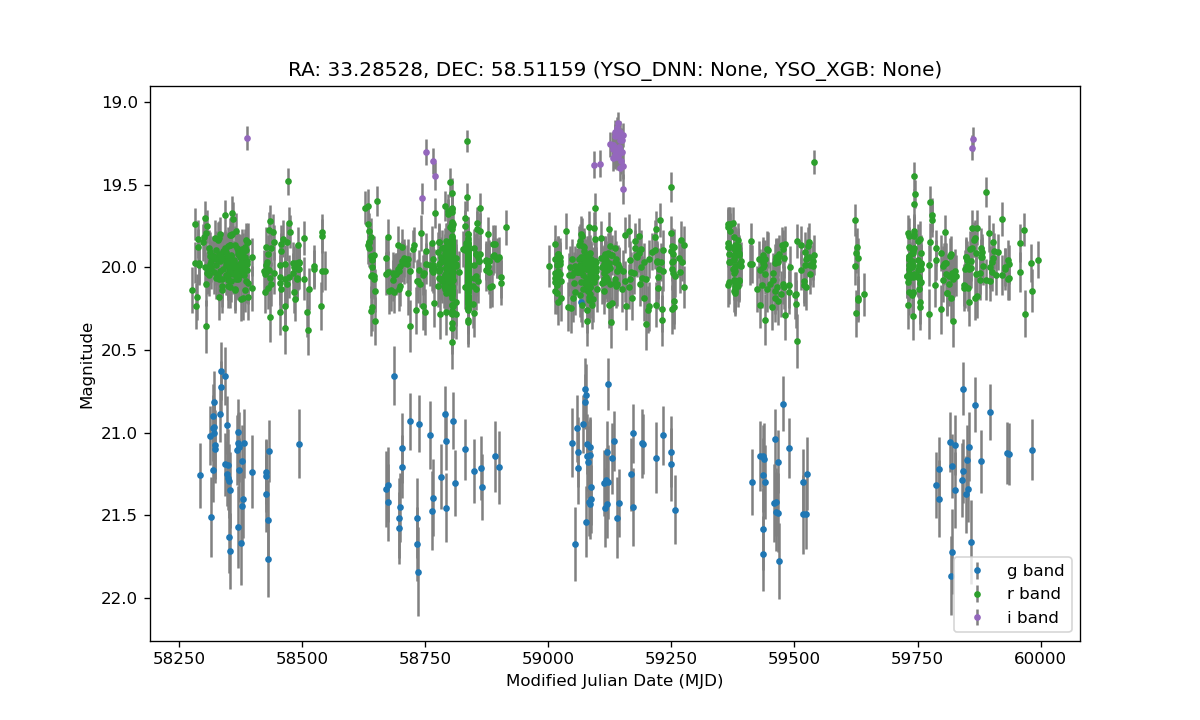 RA: 33.28528, DEC: 58.51159 (YSO_DNN: None, YSO_XGB: None)
19.0
19.5
20.0
20.5
21.0
21.5
22.0
Magnitude
g band
r band
i band
58250
58500
58750
59000
59250
59500
59750
60000
Modified Julian Date (MJD)